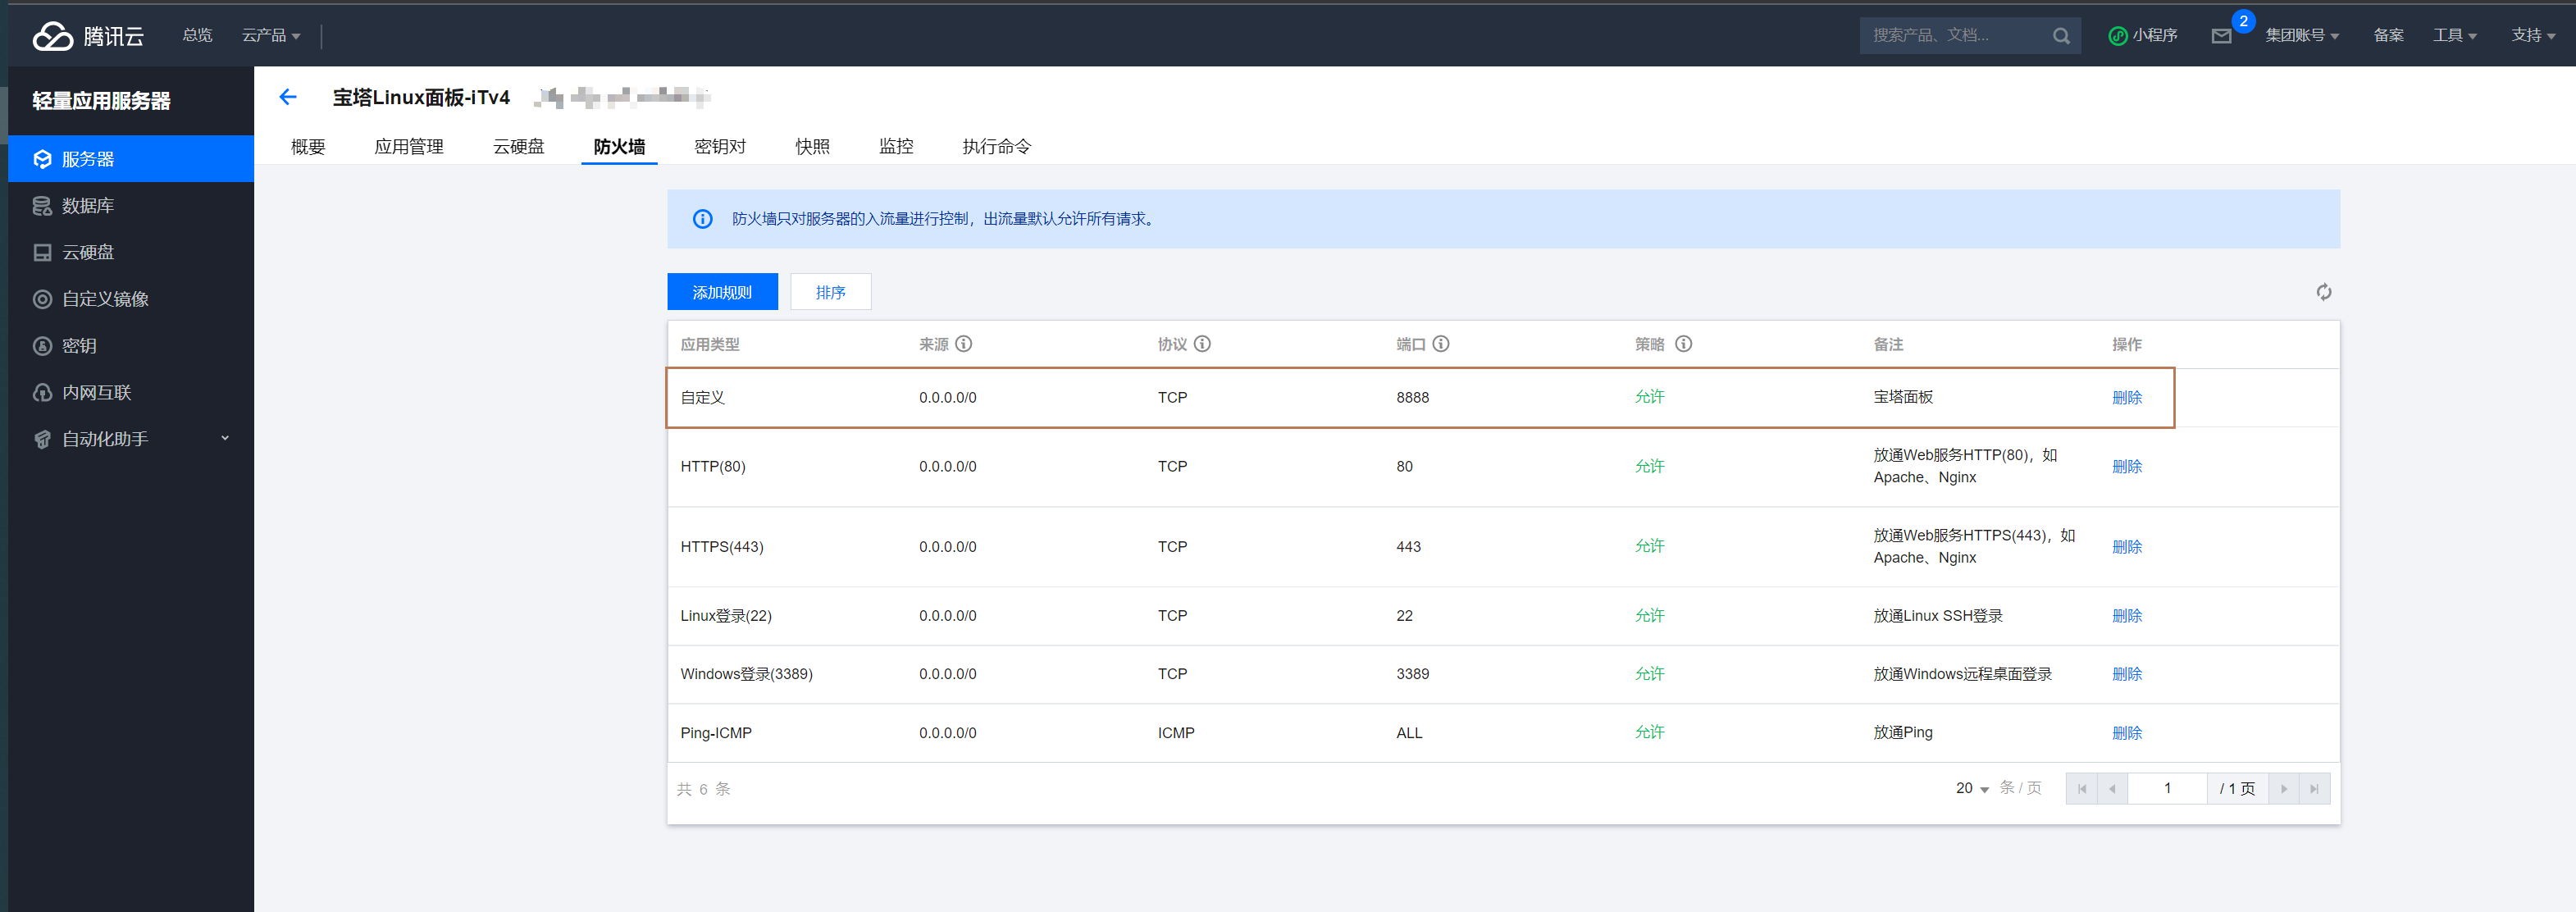 腾讯云 总览 云产品 搜索产品、文档... 小程序 2 集团账号 备案 工具 支持
轻量应用服务器
服务器
数据库
云硬盘
自定义镜像
密钥
内网互联
自动化助手
宝塔Linux面板-iTv4
概要 应用管理 云硬盘 防火墙 密钥对 快照 监控 执行命令
防火墙只对服务器的入流量进行控制，出流量默认允许所有请求。
添加规则 排序
应用类型 来源 协议 端口 策略 备注 操作
自定义 0.0.0.0/0 TCP 8888 允许 宝塔面板 删除
HTTP(80) 0.0.0.0/0 TCP 80 允许 放通Web服务HTTP(80)，如
Apache、Nginx 删除
HTTPS(443) 0.0.0.0/0 TCP 443 允许 放通Web服务HTTPS(443)，如
Apache、Nginx 删除
Linux登录(22) 0.0.0.0/0 TCP 22 允许 放通Linux SSH登录 删除
Windows登录(3389) 0.0.0.0/0 TCP 3389 允许 放通Windows远程桌面登录 删除
Ping-ICMP 0.0.0.0/0 ICMP ALL 允许 放通Ping 删除
共 6 条 20 条 / 页 1 / 1 页